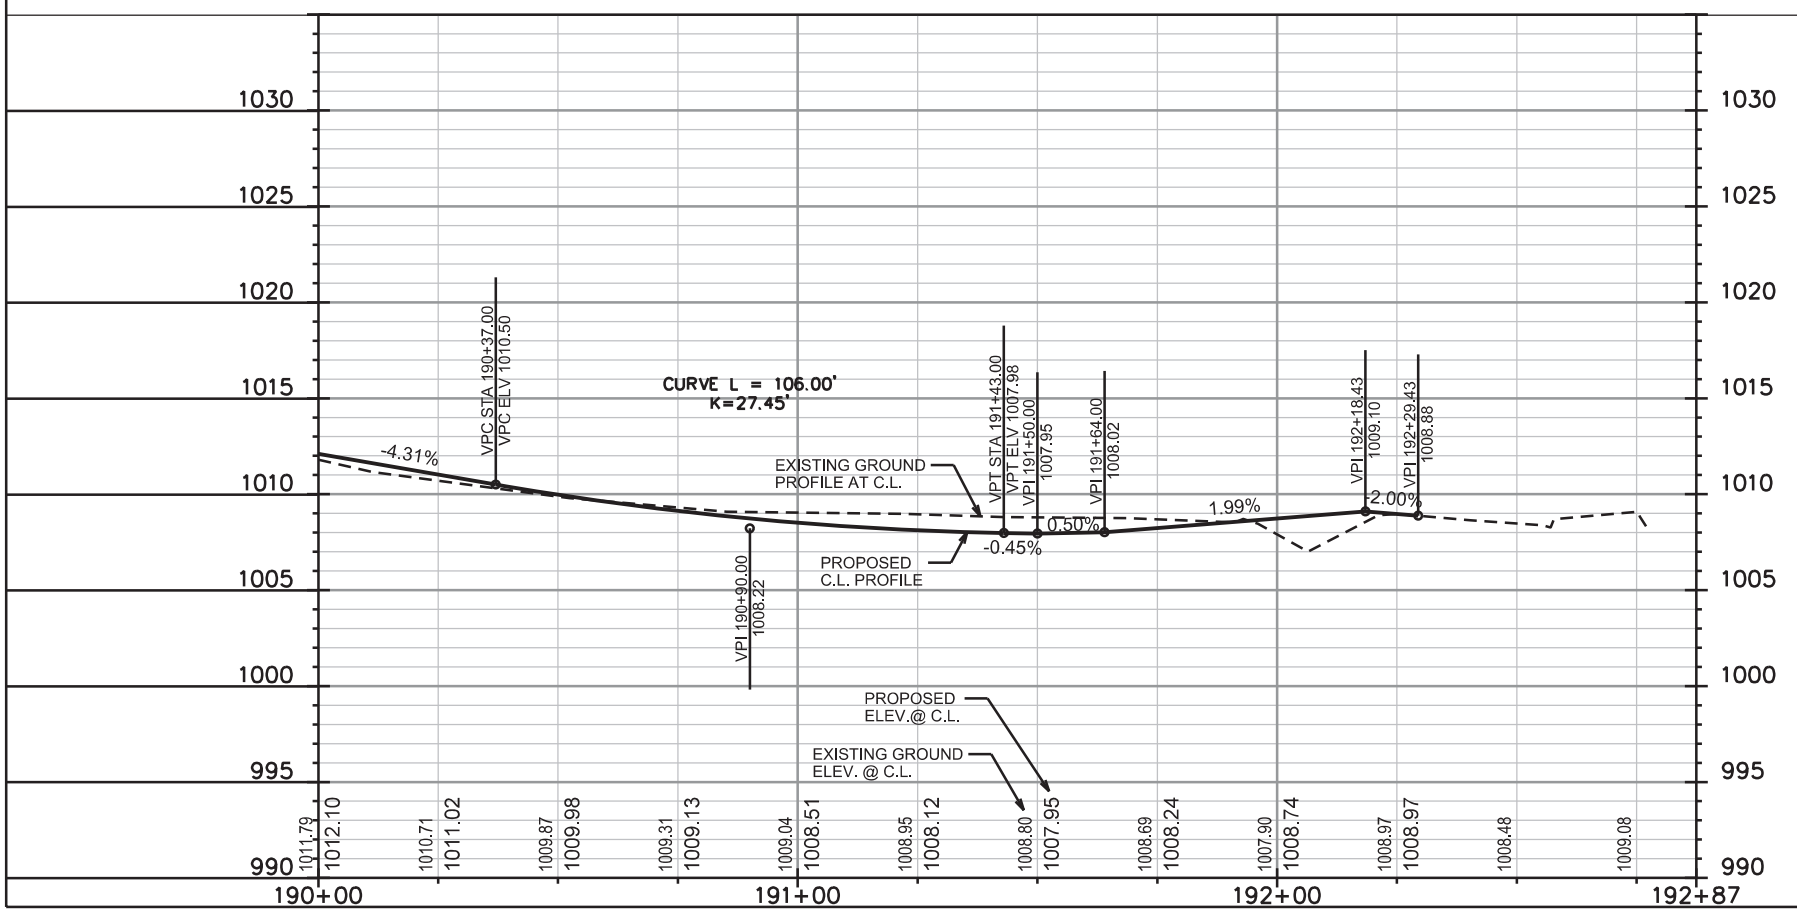 1030
1030
1025
1025
1020
1020
1015
1015
1010
1010
1005
1005
1000
1000
995
995
990
990
-4.31%
VPC STA 190+37.00
VPC ELV 1010.50
CURVE L = 106.00'
K=27.45'
VPI 190+90.00
1008.22
EXISTING GROUND
PROFILE AT C.L.
PROPOSED
C.L. PROFILE
VPT STA 191+43.00
VPT ELV 1007.98
-0.45%
VPI 191+50.00
1007.95
0.50%
VPI 191+64.00
1008.02
1.99%
VPI 192+18.43
1009.10
-2.00%
VPI 192+29.43
1008.88
PROPOSED
ELEV.@ C.L.
EXISTING GROUND
ELEV. @ C.L.
1011.79
1012.10
1010.71
1011.02
1009.87
1009.98
1009.31
1009.13
1009.04
1008.51
1008.95
1008.12
1008.80
1007.95
1008.69
1008.24
1007.90
1008.74
1008.97
1008.97
1008.48
1009.08
190+00
191+00
192+00
192+87